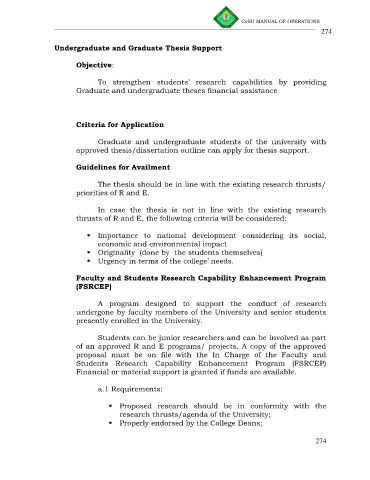 CvSU MANUAL OF OPERATIONS
274
Undergraduate and Graduate Thesis Support
Objective:
To strengthen students' research capabilities by providing
Graduate and undergraduate theses financial assistance
Criteria for Application
Graduate and undergraduate students of the university with
approved thesis/dissertation outline can apply for thesis support.
Guidelines for Availment
The thesis should be in line with the existing research thrusts/
priorities of R and E.
In case the thesis is not in line with the existing research
thrusts of R and E, the following criteria will be considered:
▪ Importance to national development considering its social,
economic and environmental impact
▪ Originality (done by the students themselves)
▪ Urgency in terms of the college' needs.
Faculty and Students Research Capability Enhancement Program
(FSRCEP)
A program designed to support the conduct of research
undergone by faculty members of the University and senior students
presently enrolled in the University.
Students can be junior researchers and can be involved as part
of an approved R and E programs/ projects. A copy of the approved
proposal must be on file with the In Charge of the Faculty and
Students Research Capability Enhancement Program (FSRCEP)
Financial or material support is granted if funds are available.
a.1 Requirements:
▪ Proposed research should be in conformity with the
research thrusts/agenda of the University;
▪ Properly endorsed by the College Deans;
274